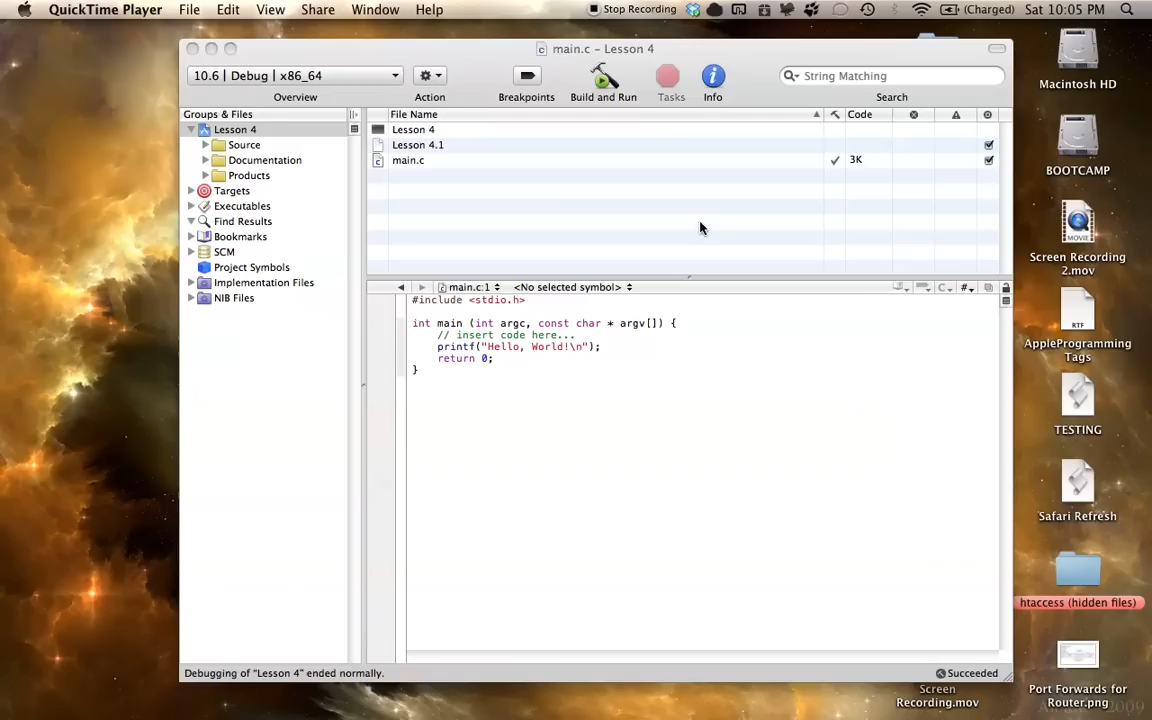 QuickTime Player File Edit View Share Window Help Stop Recording (Charged) Sat 10:05 PM
main.c – Lesson 4
10.6 | Debug | x86_64
String Matching
Overview Action Breakpoints Build and Run Tasks Info Search
Groups & Files File Name Code
Lesson 4 Lesson 4
Source Lesson 4.1
Documentation main.c 3K
Products
Targets
Executables
Find Results
Bookmarks
SCM
Project Symbols
Implementation Files
NIB Files
main.c:1 <No selected symbol> C #
#include <stdio.h>
int main (int argc, const char * argv[]) {
// insert code here...
printf("Hello, World!\n");
return 0;
}
Debugging of "Lesson 4" ended normally. Succeeded
Macintosh HD
BOOTCAMP
MOVIE
Screen Recording
2.mov
RTF
AppleProgramming
Tags
TESTING
Safari Refresh
htaccess (hidden files)
Screen
Recording.mov
Port Forwards for
Router.png